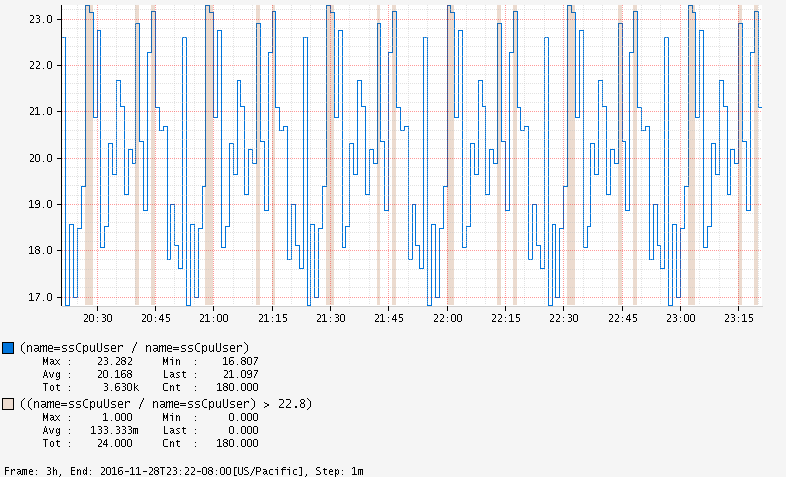 23.0
22.0
21.0
20.0
19.0
18.0
17.0
20:30 20:45 21:00 21:15 21:30 21:45 22:00 22:15 22:30 22:45 23:00 23:15
(name=ssCpuUser / name=ssCpuUser)
Max : 23.282 Min : 16.807
Avg : 20.168 Last : 21.097
Tot : 3.630k Cnt : 180.000
((name=ssCpuUser / name=ssCpuUser) > 22.8)
Max : 1.000 Min : 0.000
Avg : 133.333m Last : 0.000
Tot : 24.000 Cnt : 180.000
Frame: 3h, End: 2016-11-28T23:22-08:00[US/Pacific], Step: 1m